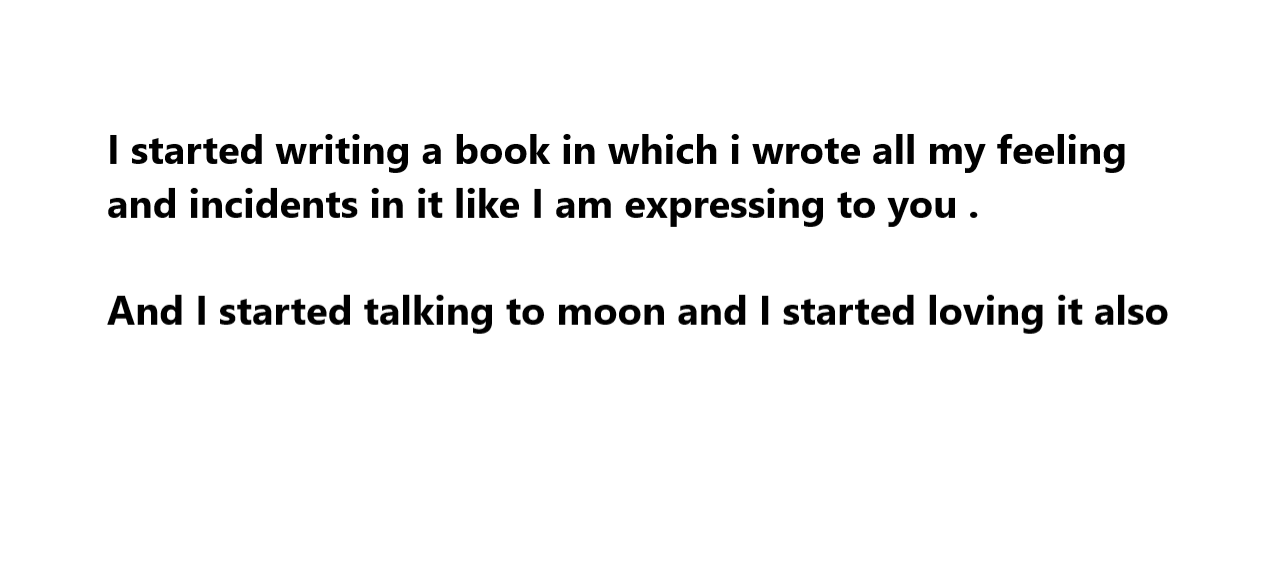 I started writing a book in which i wrote all my feeling
and incidents in it like I am expressing to you .
And I started talking to moon and I started loving it also